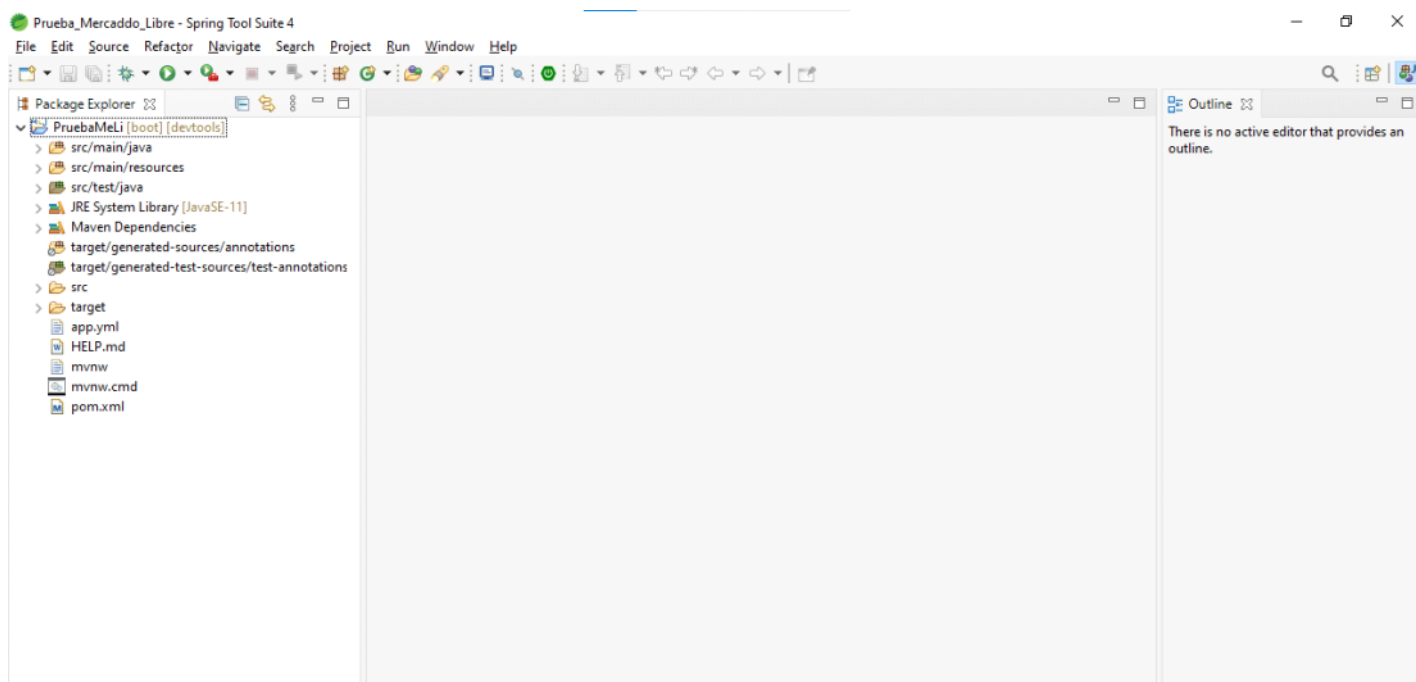 Prueba_Mercaddo_Libre - Spring Tool Suite 4
File Edit Source Refactor Navigate Search Project Run Window Help
Package Explorer
Outline
PruebaMeLi [boot] [devtools]
There is no active editor that provides an
outline.
src/main/java
src/main/resources
src/test/java
JRE System Library [JavaSE-11]
Maven Dependencies
target/generated-sources/annotations
target/generated-test-sources/test-annotations
src
target
app.yml
HELP.md
mvnw
mvnw.cmd
pom.xml